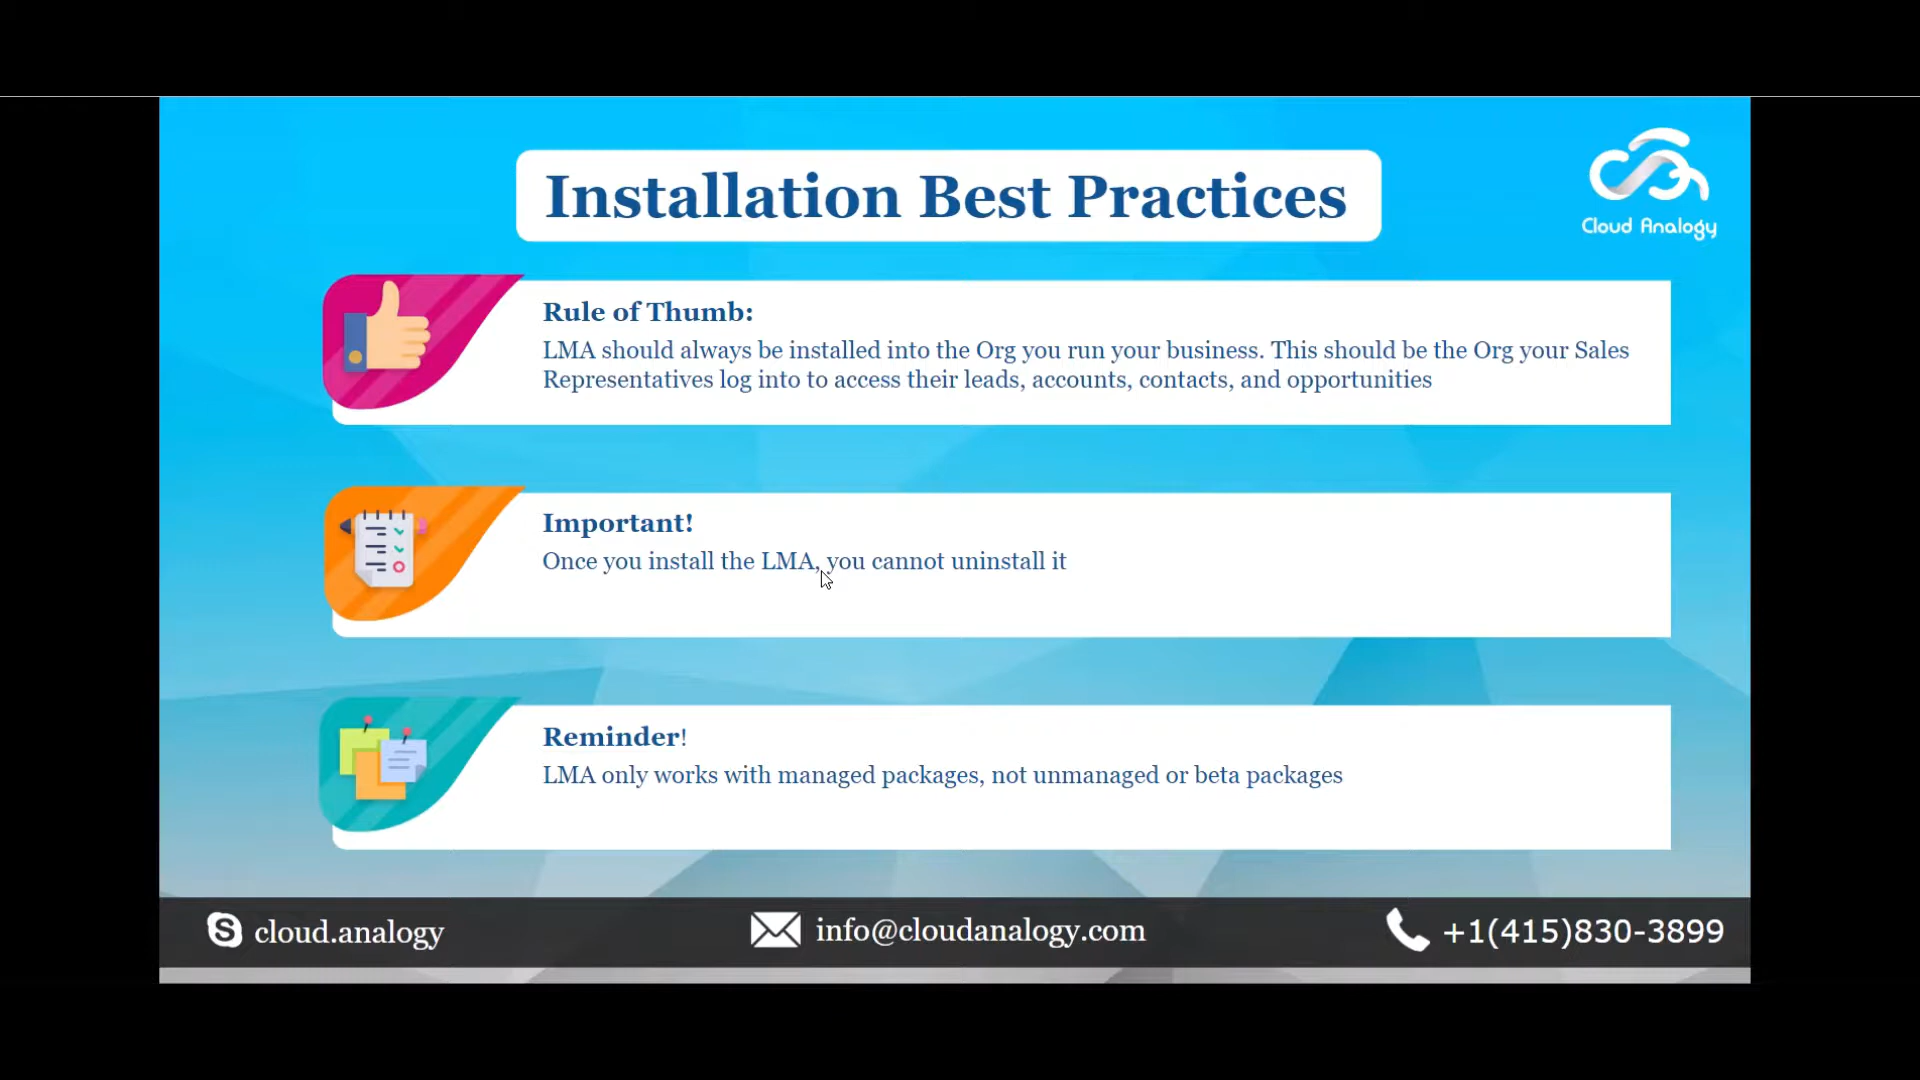 Installation Best Practices
Cloud Analogy
Rule of Thumb:
LMA should always be installed into the Org you run your business. This should be the Org your Sales
Representatives log into to access their leads, accounts, contacts, and opportunities
Important!
Once you install the LMA, you cannot uninstall it
Reminder!
LMA only works with managed packages, not unmanaged or beta packages
cloud.analogy
info@cloudanalogy.com
+1(415)830-3899